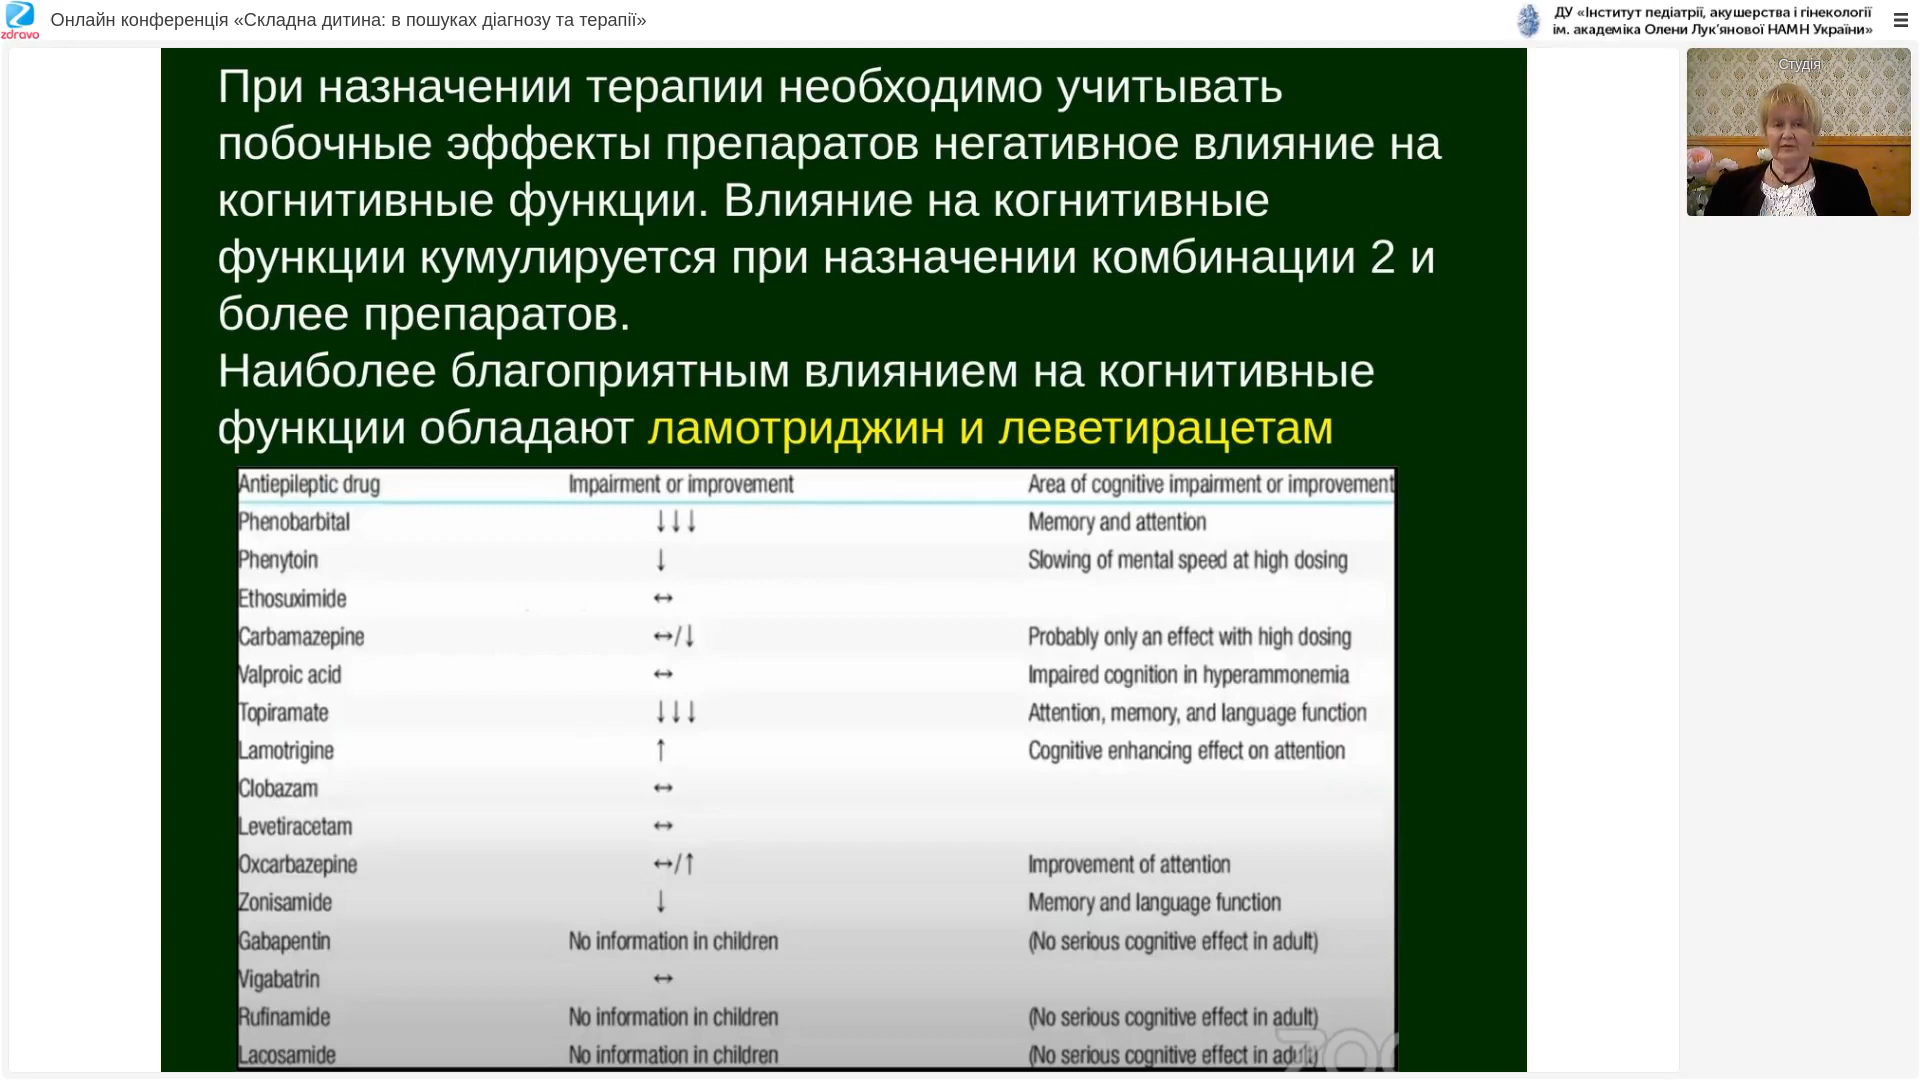 zdravo
Онлайн конференція «Складна дитина: в пошуках діагнозу та терапії»
ДУ «Інститут педіатрії, акушерства і гінекології
ім. академіка Олени Лук’янової НАМН України»
Студія
При назначении терапии необходимо учитывать
побочные эффекты препаратов негативное влияние на
когнитивные функции. Влияние на когнитивные
функции кумулируется при назначении комбинации 2 и
более препаратов.
Наиболее благоприятным влиянием на когнитивные
функции обладают ламотриджин и леветирацетам
Antiepileptic drug Impairment or improvement Area of cognitive impairment or improvement
Phenobarbital ↓↓↓ Memory and attention
Phenytoin ↓ Slowing of mental speed at high dosing
Ethosuximide ↔
Carbamazepine ↔/↓ Probably only an effect with high dosing
Valproic acid ↔ Impaired cognition in hyperammonemia
Topiramate ↓↓↓ Attention, memory, and language function
Lamotrigine ↑ Cognitive enhancing effect on attention
Clobazam ↔
Levetiracetam ↔
Oxcarbazepine ↔/↑ Improvement of attention
Zonisamide ↓ Memory and language function
Gabapentin No information in children (No serious cognitive effect in adult)
Vigabatrin ↔
Rufinamide No information in children (No serious cognitive effect in adult)
Lacosamide No information in children (No serious cognitive effect in adult)